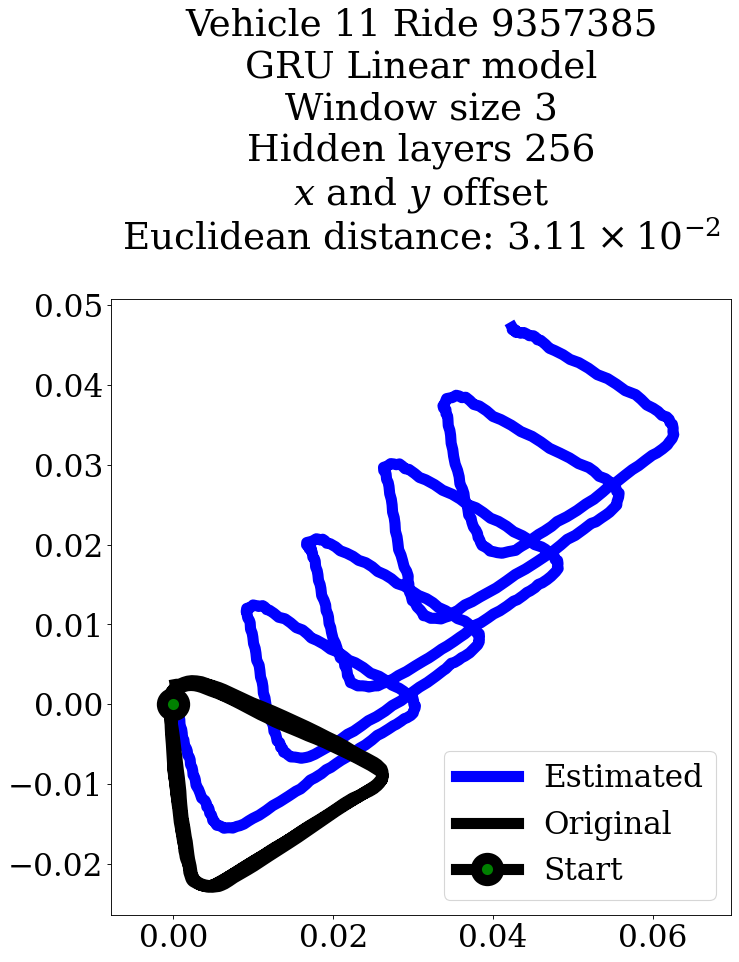 Vehicle 11 Ride 9357385
GRU Linear model
Window size 3
Hidden layers 256
x and y offset
Euclidean distance: 3.11 × 10⁻²
0.05
0.04
0.03
0.02
0.01
0.00
−0.01
−0.02
Estimated
Original
Start
0.00 0.02 0.04 0.06